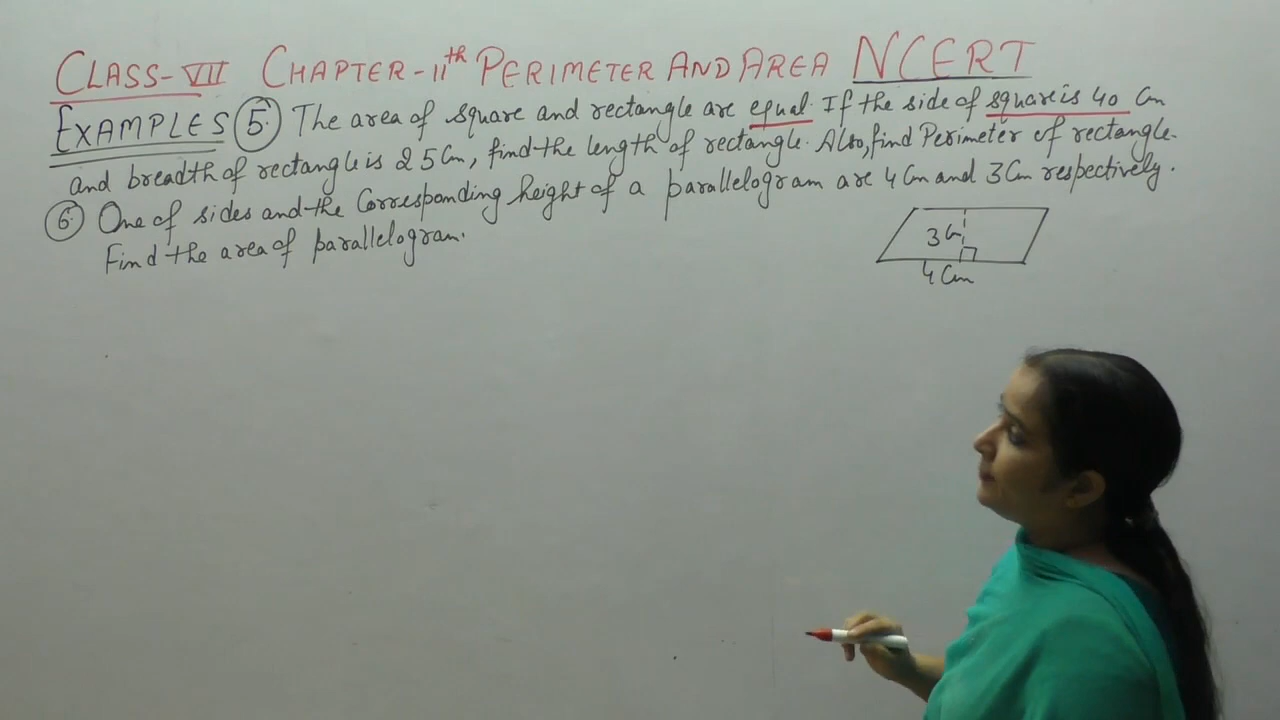 CLASS-VII CHAPTER-11th PERIMETER AND AREA NCERT
EXAMPLES (5) The area of square and rectangle are equal. If the side of square is 40 Cm
and breadth of rectangle is 25 Cm, find the length of rectangle. Also, find Perimeter of rectangle.
(6) One of sides and the Corresponding height of a parallelogram are 4 Cm and 3 Cm respectively.
Find the area of parallelogram.
3 Cm
4 Cm